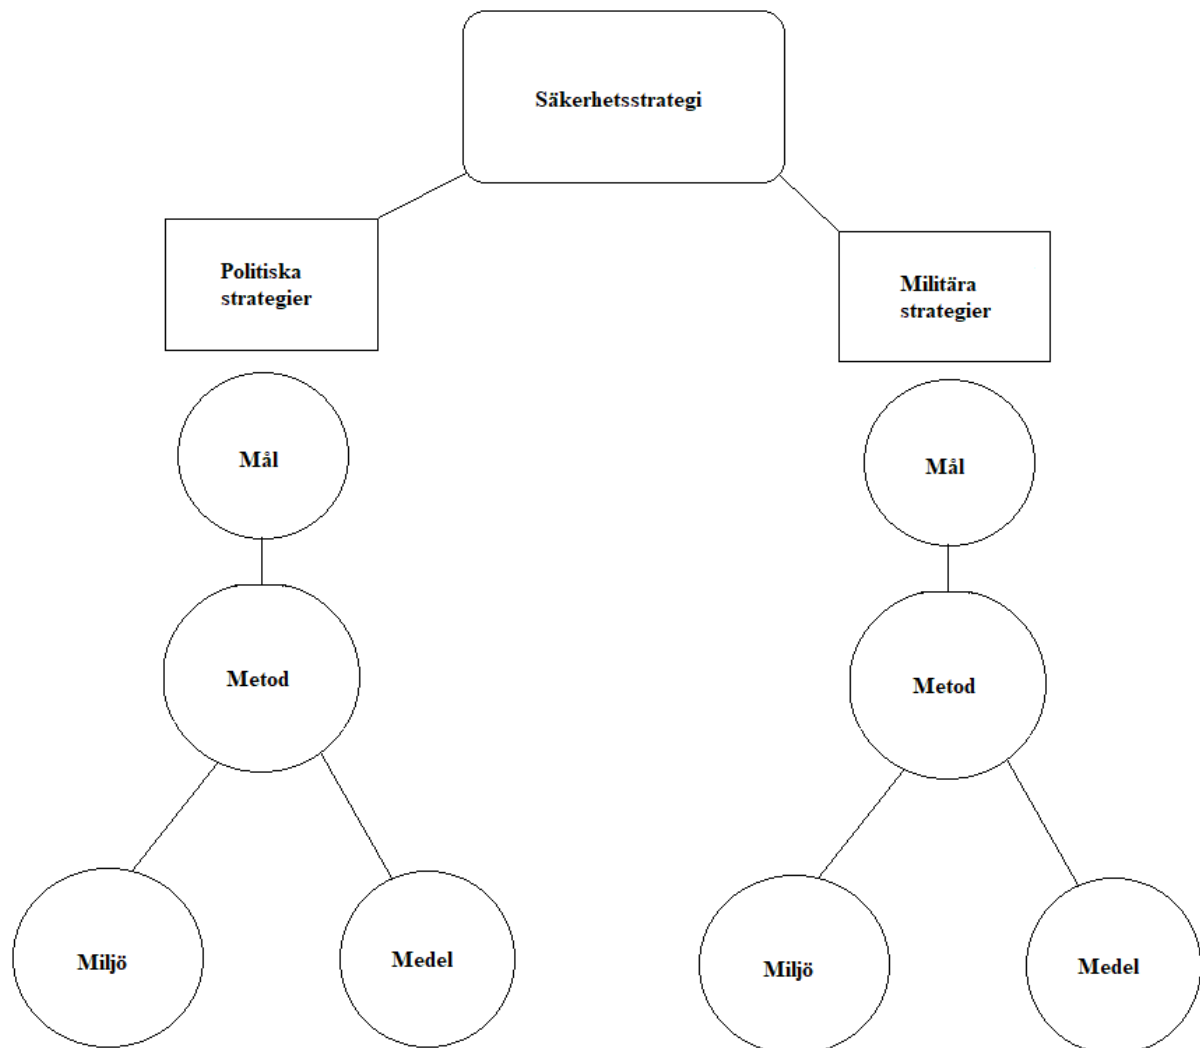 Säkerhetsstrategi
Politiska
strategier
Militära
strategier
Mål
Mål
Metod
Metod
Miljö
Medel
Miljö
Medel